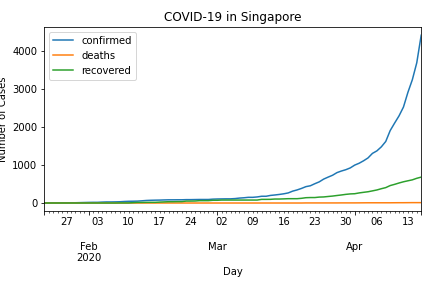 COVID-19 in Singapore
confirmed
deaths
recovered
Number of Cases
4000
3000
2000
1000
0
27 03 10 17 24 02 09 16 23 30 06 13
Feb Mar Apr
2020
Day